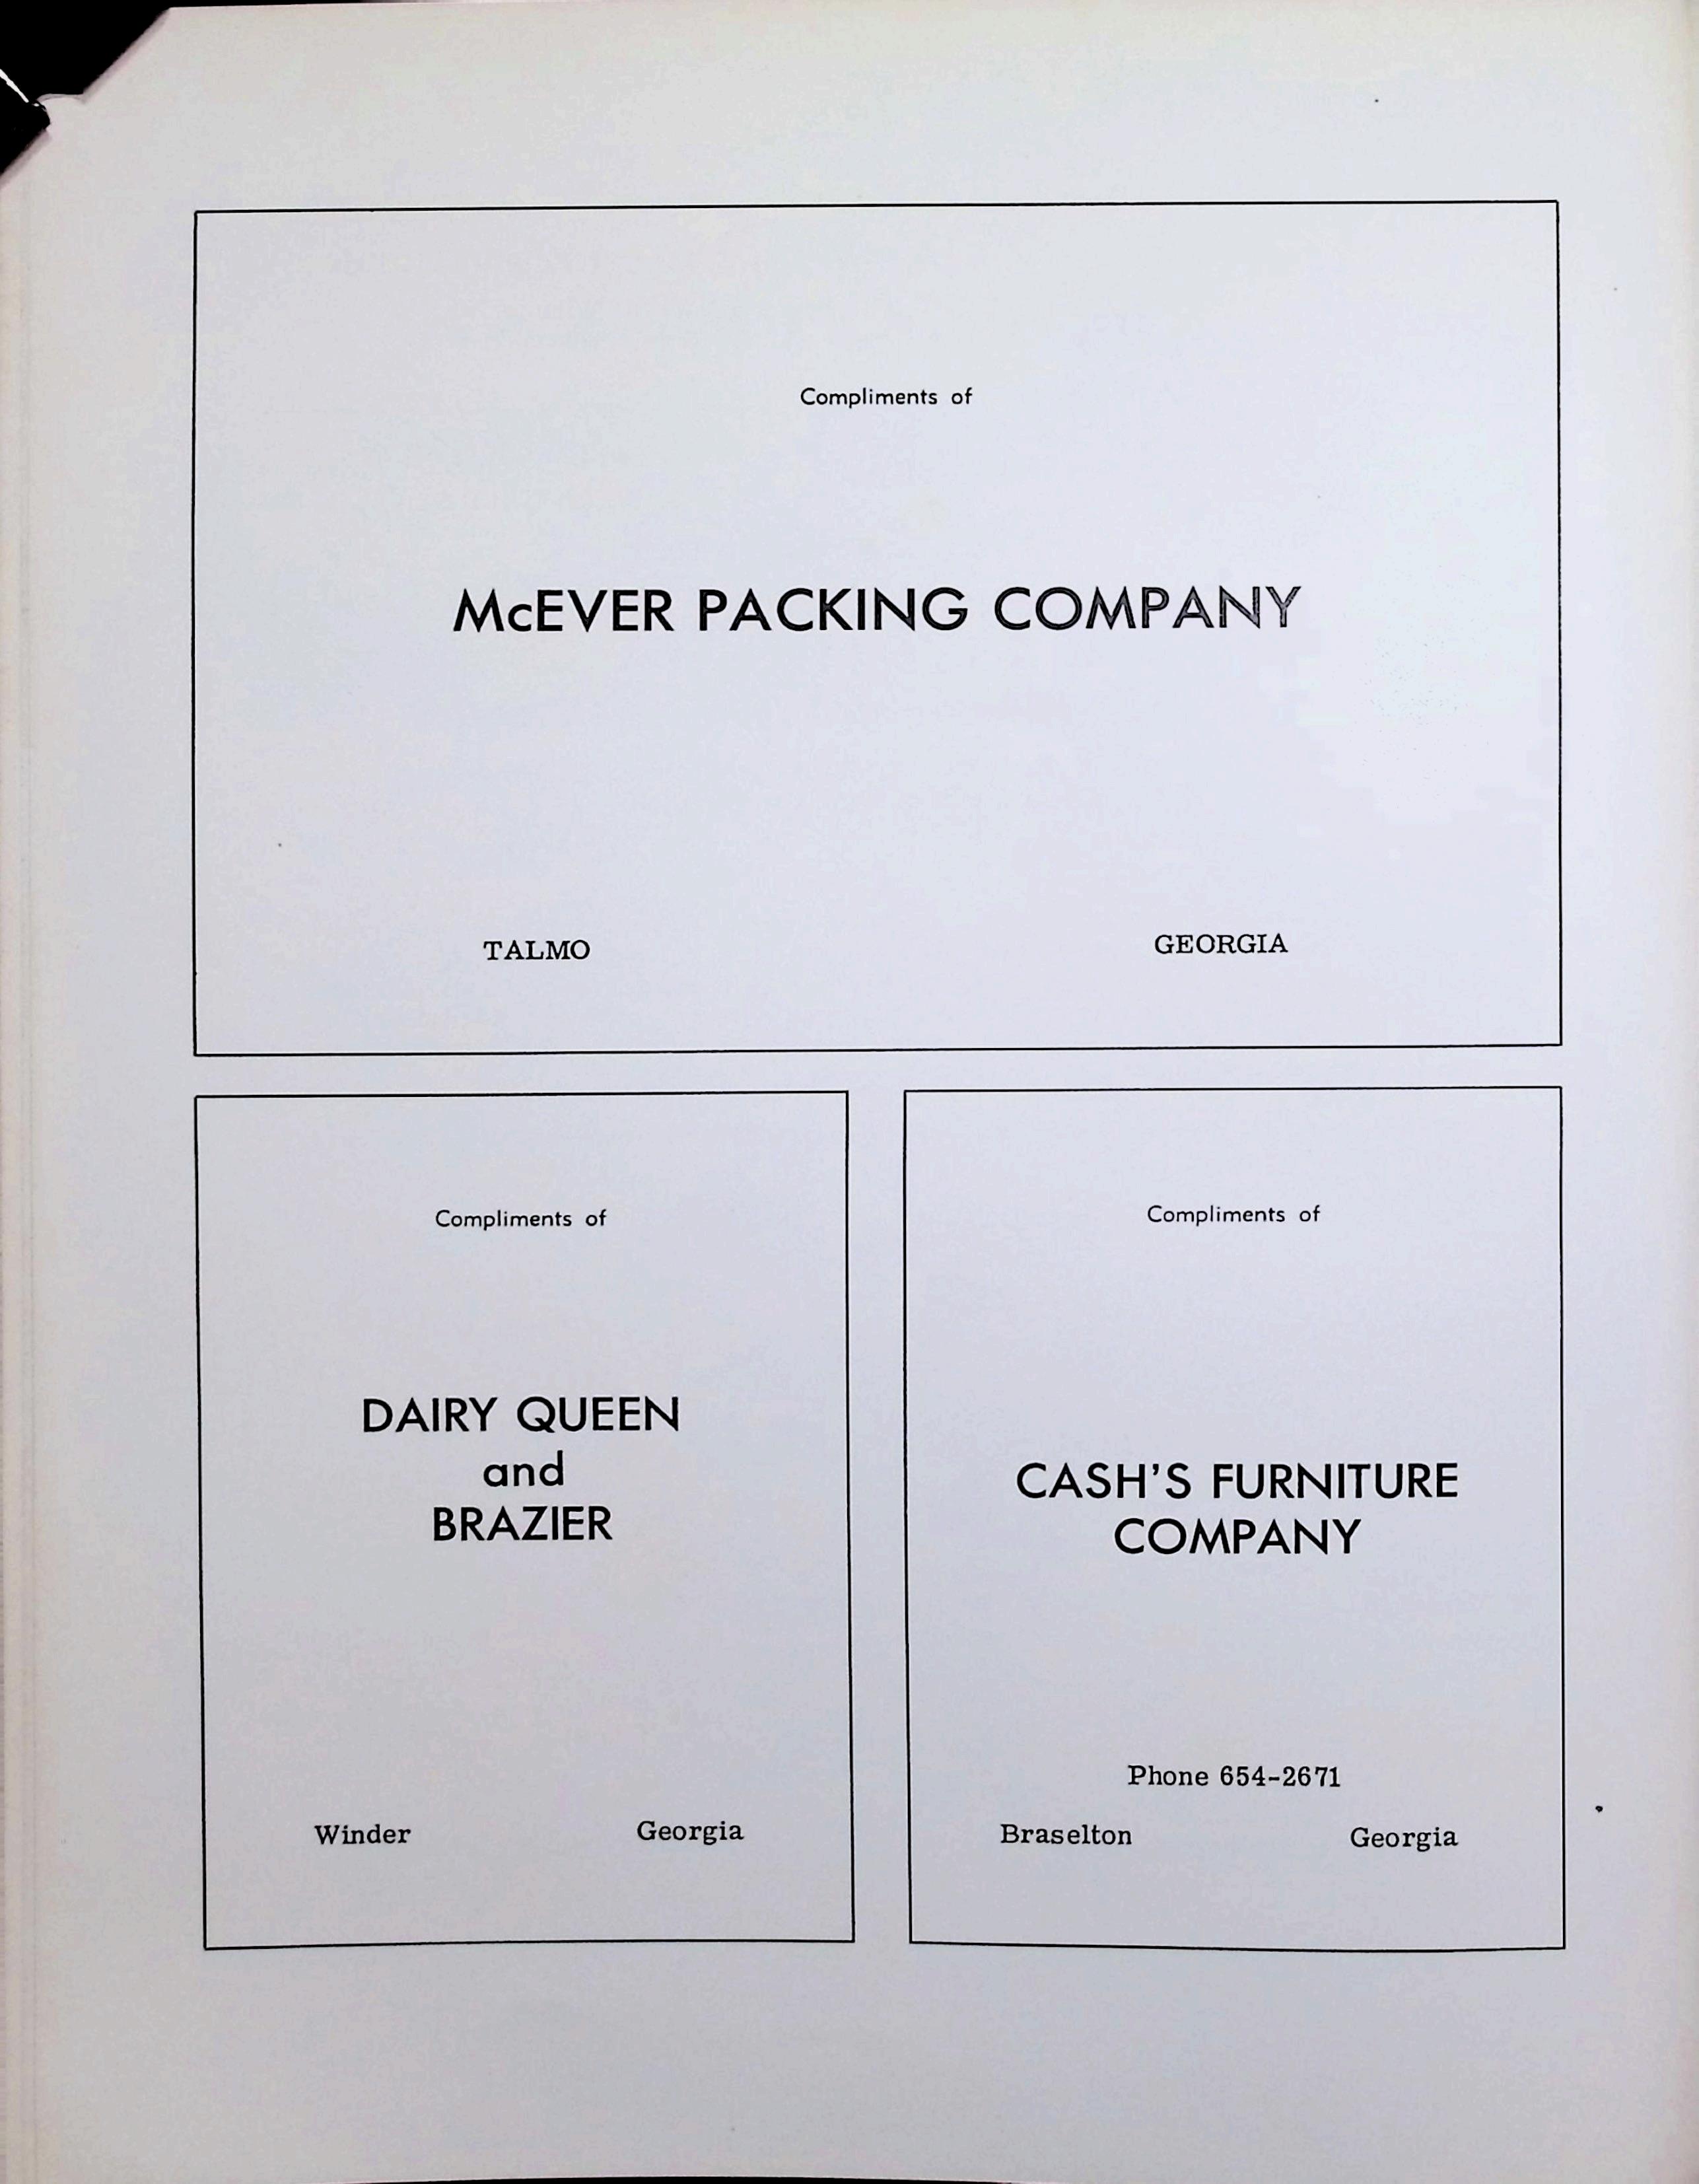 Compliments of
McEVER PACKING COMPANY
TALMO GEORGIA
Compliments of
DAIRY QUEEN
and
BRAZIER
Winder Georgia
Compliments of
CASH'S FURNITURE
COMPANY
Phone 654-2671
Braselton Georgia